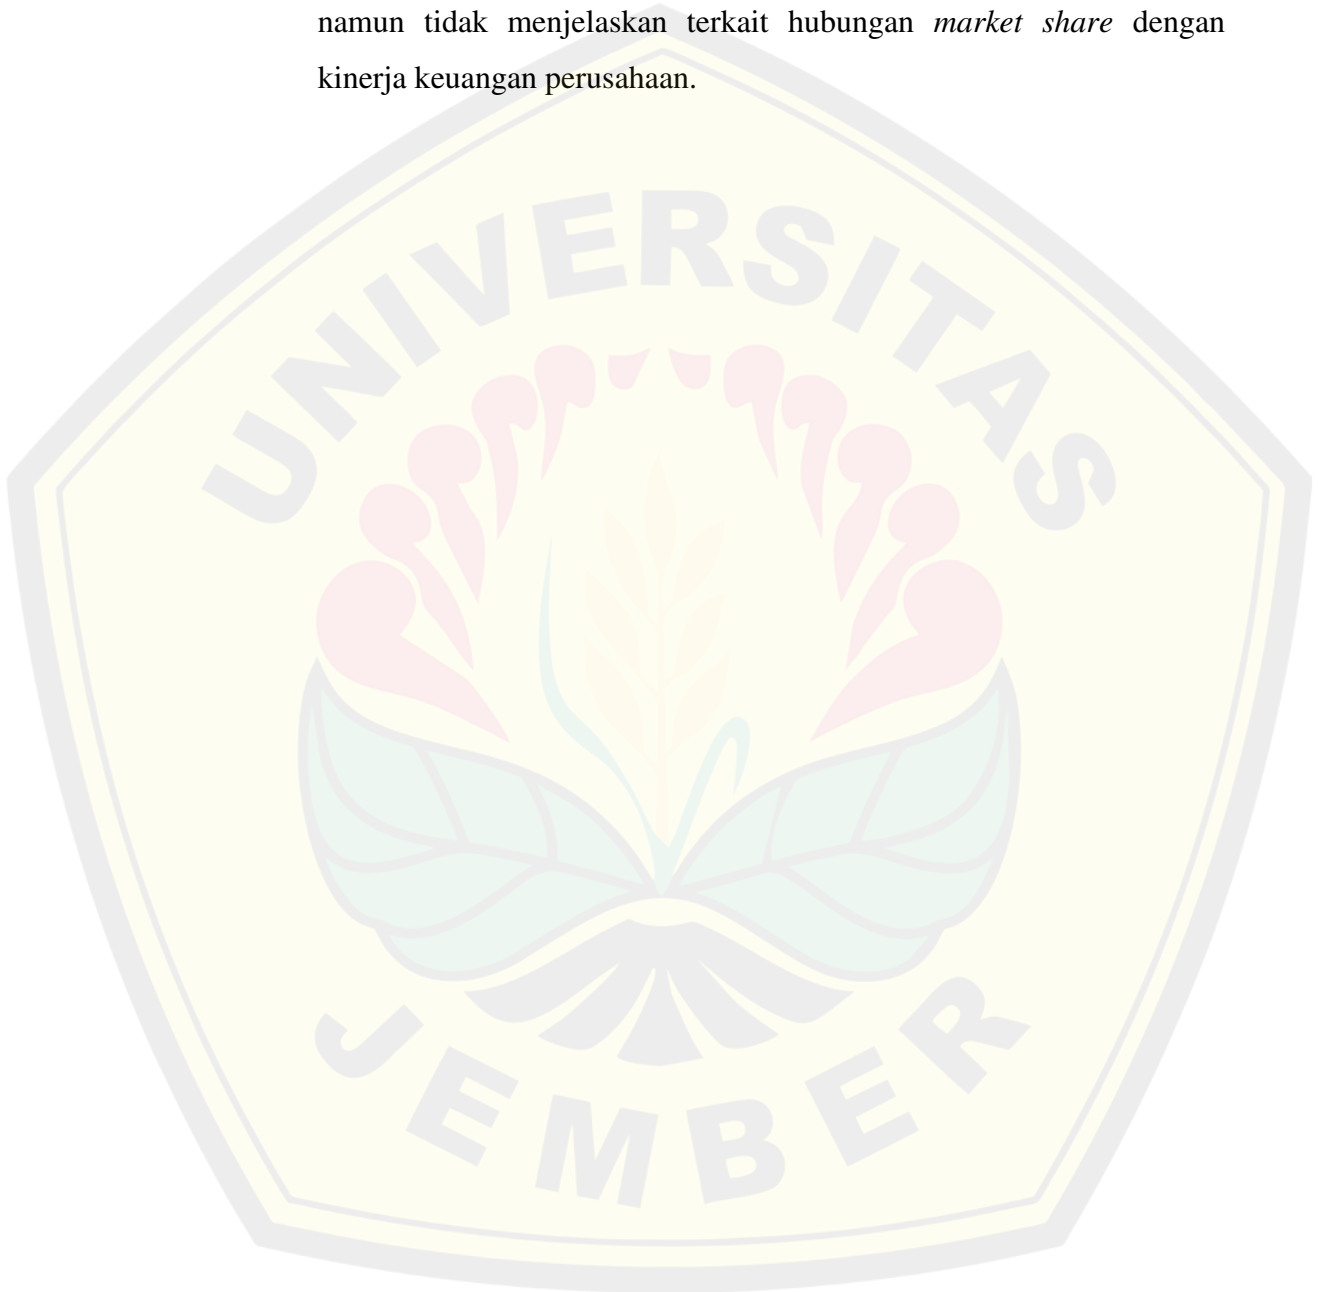 namun tidak menjelaskan terkait hubungan market share dengan
kinerja keuangan perusahaan.
UNIVERSITAS
JEMBER